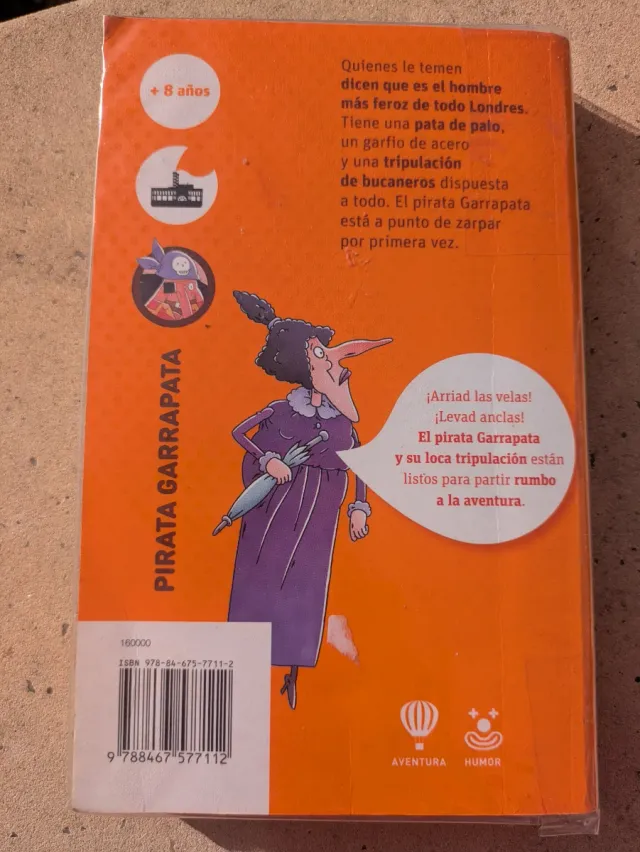 + 8 años
Quienes le temen
dicen que es el hombre
más feroz de todo Londres.
Tiene una pata de palo,
un garfio de acero
y una tripulación
de bucaneros dispuesta
a todo. El pirata Garrapata
está a punto de zarpar
por primera vez.
PIRATA GARRAPATA
¡Arriad las velas!
¡Levad anclas!
El pirata Garrapata
y su loca tripulación están
listos para partir rumbo
a la aventura.
160000
ISBN 978-84-675-7711-2
9 788467 577112
AVENTURA
HUMOR